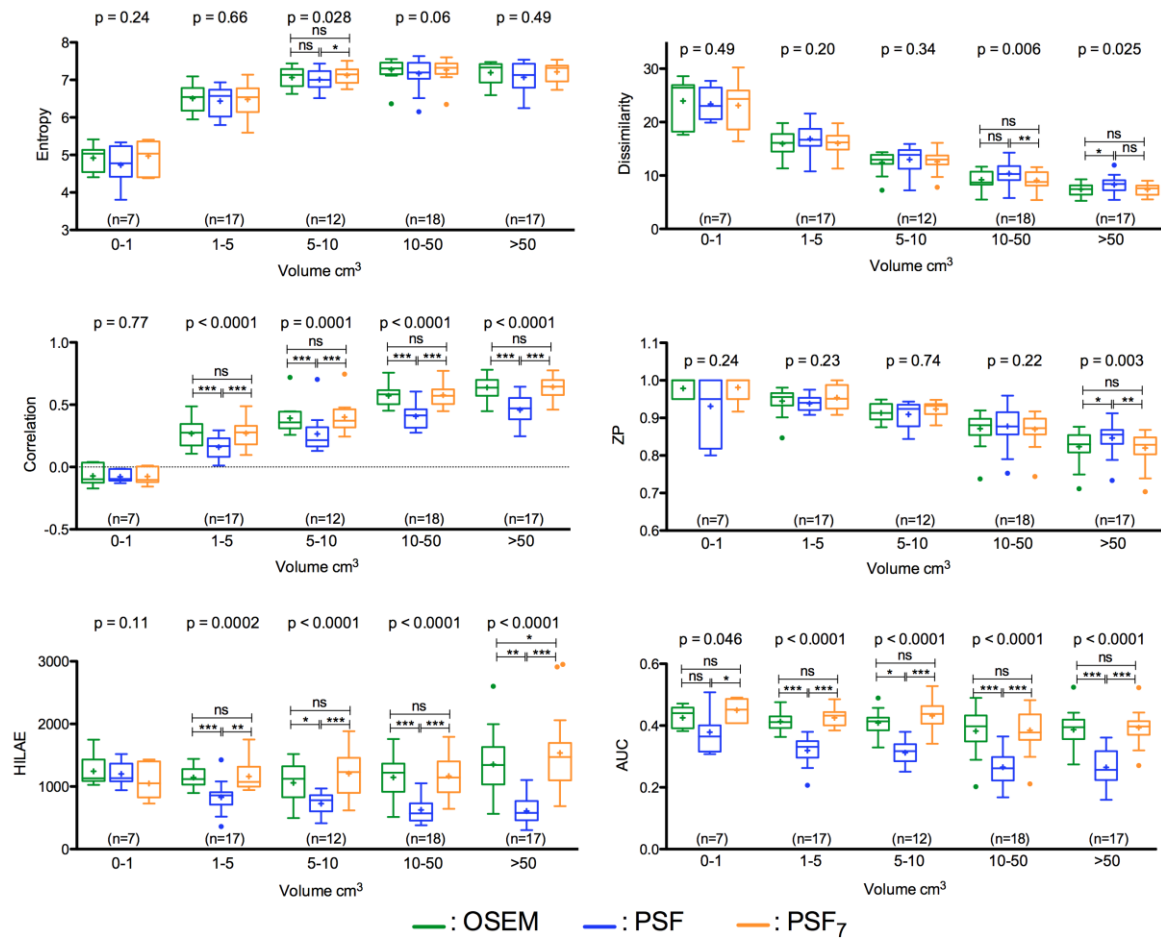 p = 0.24 p = 0.66 p = 0.028 p = 0.06 p = 0.49
ns
ns *
8
7
6
5
4
3
Entropy
(n=7) (n=17) (n=12) (n=18) (n=17)
0-1 1-5 5-10 10-50 >50
Volume cm³
p = 0.49 p = 0.20 p = 0.34 p = 0.006 p = 0.025
ns ns
ns ** * ns
30
20
10
0
Dissimilarity
(n=7) (n=17) (n=12) (n=18) (n=17)
0-1 1-5 5-10 10-50 >50
Volume cm³
p = 0.77 p < 0.0001 p = 0.0001 p < 0.0001 p < 0.0001
ns ns ns ns
*** *** *** *** *** *** *** ***
1.0
0.5
0.0
-0.5
Correlation
(n=7) (n=17) (n=12) (n=18) (n=17)
0-1 1-5 5-10 10-50 >50
Volume cm³
p = 0.24 p = 0.23 p = 0.74 p = 0.22 p = 0.003
ns
* **
1.1
1.0
0.9
0.8
0.7
0.6
ZP
(n=7) (n=17) (n=12) (n=18) (n=17)
0-1 1-5 5-10 10-50 >50
Volume cm³
p = 0.11 p = 0.0002 p < 0.0001 p < 0.0001 p < 0.0001
ns ns ns *
*** ** * *** *** *** ** ***
3000
2000
1000
0
HILAE
(n=7) (n=17) (n=12) (n=18) (n=17)
0-1 1-5 5-10 10-50 >50
Volume cm³
p = 0.046 p < 0.0001 p < 0.0001 p < 0.0001 p < 0.0001
ns ns ns ns ns
ns * *** *** * *** *** *** *** ***
0.6
0.4
0.2
0.0
AUC
(n=7) (n=17) (n=12) (n=18) (n=17)
0-1 1-5 5-10 10-50 >50
Volume cm³
: OSEM : PSF : PSF₇